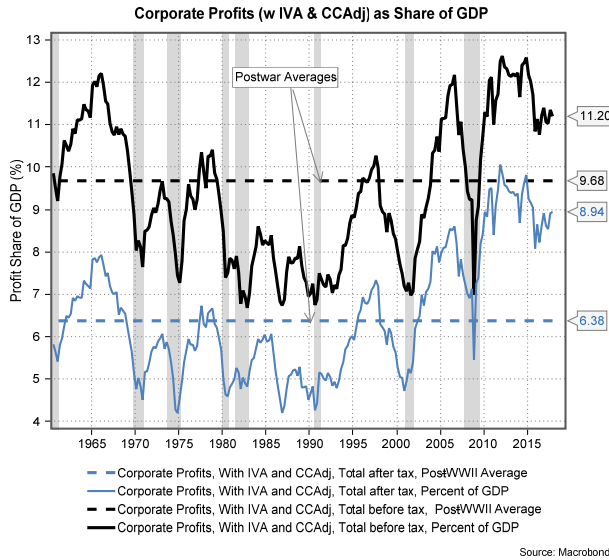 Corporate Profits (w IVA & CCAdj) as Share of GDP
13
12
11
10
9
8
7
6
5
4
Profit Share of GDP (%)
Postwar Averages
11.20
9.68
8.94
6.38
1965 1970 1975 1980 1985 1990 1995 2000 2005 2010 2015
Corporate Profits, With IVA and CCAdj, Total after tax, Post-WWII Average
Corporate Profits, With IVA and CCAdj, Total after tax, Percent of GDP
Corporate Profits, With IVA and CCAdj, Total before tax, Post-WWII Average
Corporate Profits, With IVA and CCAdj, Total before tax, Percent of GDP
Source: Macrobond